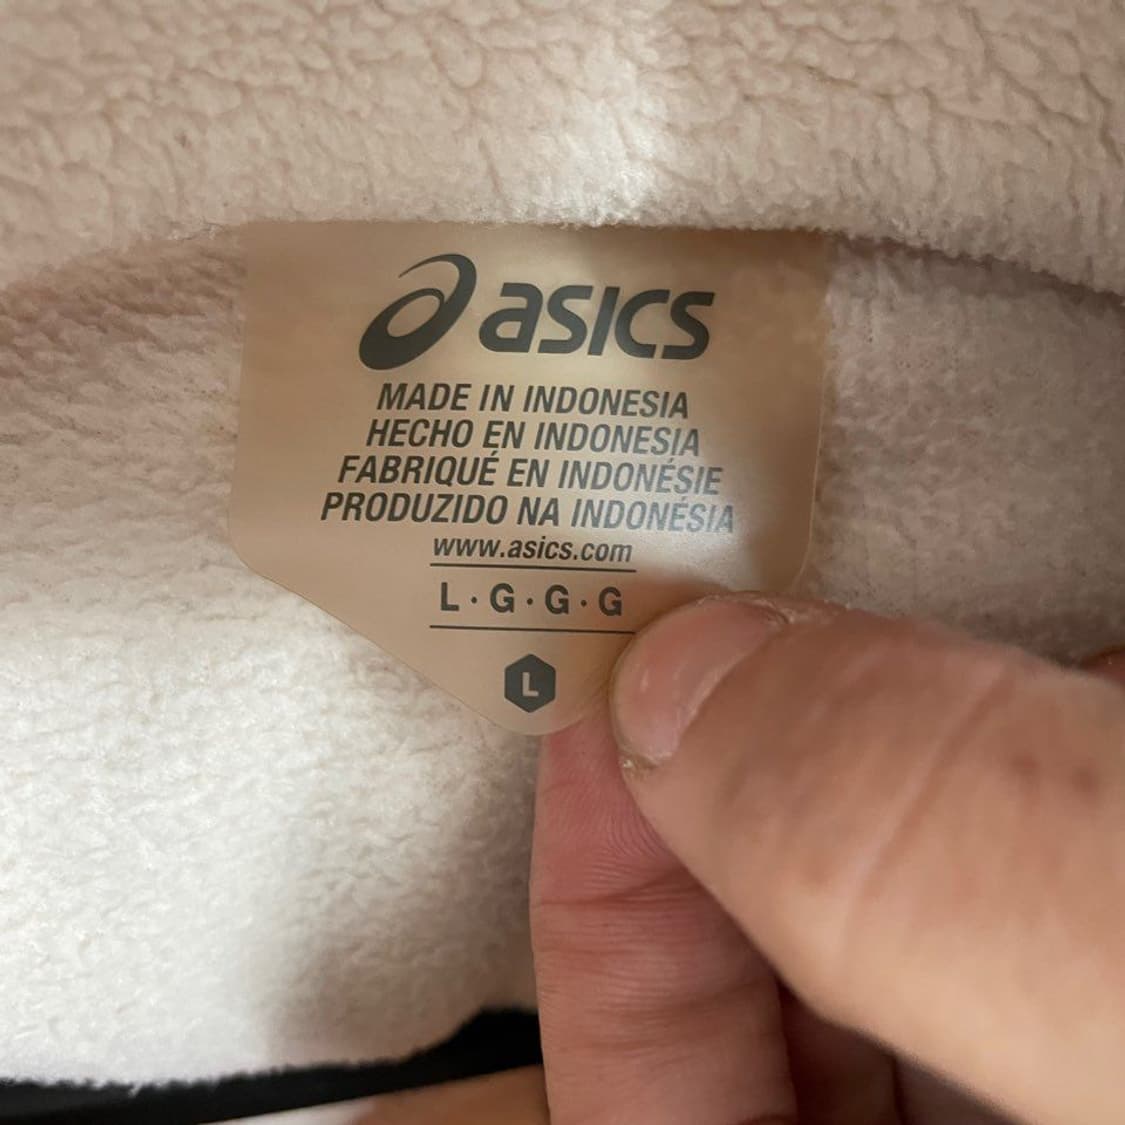 asics
MADE IN INDONESIA
HECHO EN INDONESIA
FABRIQUÉ EN INDONÉSIE
PRODUZIDO NA INDONÉSIA
www.asics.com
L·G·G·G
L